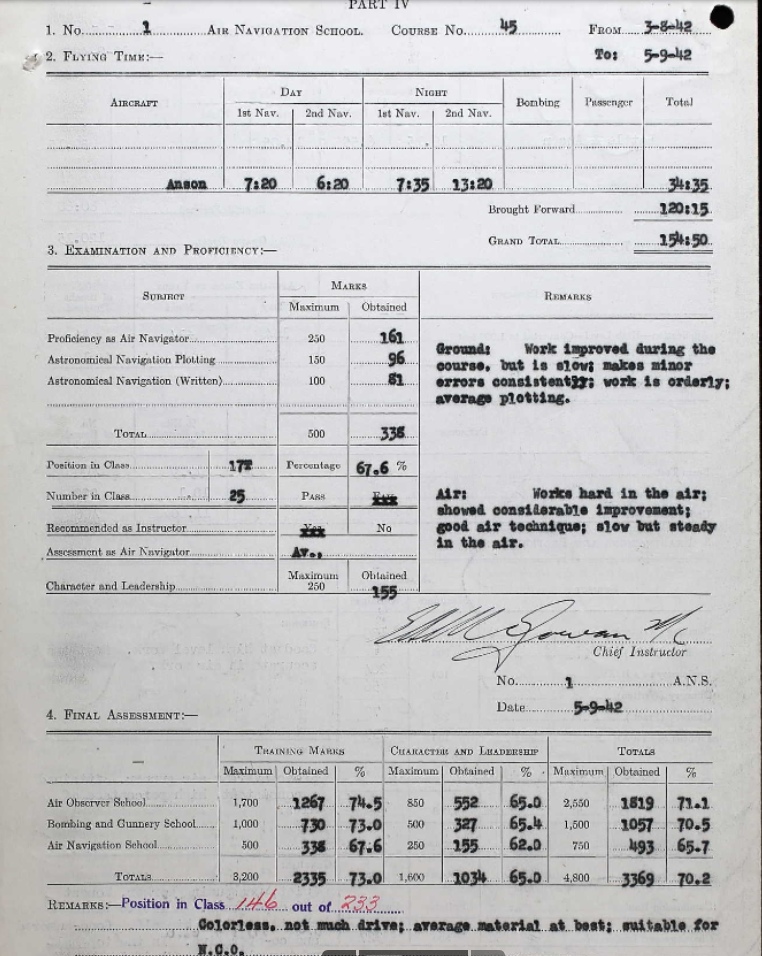 PART IV
1. No. 1 AIR NAVIGATION SCHOOL. COURSE NO. 45 FROM 3-8-42
2. FLYING TIME:— To: 5-9-42
AIRCRAFT DAY NIGHT Bombing Passenger Total
1st Nav. 2nd Nav. 1st Nav. 2nd Nav.
Anson 7:20 6:20 7:35 13:20 34:35
Brought Forward 120:15
GRAND TOTAL 154:50
3. EXAMINATION AND PROFICIENCY:—
SUBJECT MARKS REMARKS
Maximum Obtained
Proficiency as Air Navigator 250 161
Astronomical Navigation Plotting 150 96
Astronomical Navigation (Written) 100 81
TOTAL 500 338
Ground: Work improved during the
course, but is slow; makes minor
errors consistently; work is orderly;
average plotting.
Position in Class 17 Percentage 67.6 %
Number in Class 25 PASS FAIL
Recommended as Instructor Yes No
Assessment as Air Navigator Av.,
Character and Leadership Maximum 250 Obtained 155
Air: Works hard in the air;
showed considerable improvement;
good air technique; slow but steady
in the air.
Chief Instructor
No. 1 A.N.S.
Date 5-9-42
4. FINAL ASSESSMENT:—
— TRAINING MARKS CHARACTER AND LEADERSHIP TOTALS
Maximum Obtained % Maximum Obtained % Maximum Obtained %
Air Observer School 1,700 1267 74.5 850 552 65.0 2,550 1819 71.1
Bombing and Gunnery School 1,000 730 73.0 500 327 65.4 1,500 1057 70.5
Air Navigation School 500 338 67.6 250 155 62.0 750 493 65.7
TOTALS 3,200 2335 73.0 1,600 1034 65.0 4,800 3369 70.2
REMARKS:—Position in Class 146 out of 233
Colorless, not much drive; average material at best; suitable for
N.C.O.